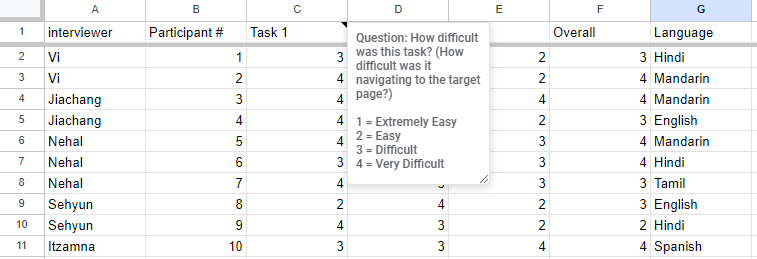 A B C D E F G
1 interviewer Participant # Task 1 Overall Language
2 Vi 1 3 2 3 Hindi
3 Vi 2 4 2 4 Mandarin
4 Jiachang 3 4 4 4 Mandarin
5 Jiachang 4 4 2 3 English
6 Nehal 5 4 3 4 Mandarin
7 Nehal 6 3 3 4 Hindi
8 Nehal 7 4 3 3 Tamil
9 Sehyun 8 2 4 2 3 English
10 Sehyun 9 4 3 2 2 Hindi
11 Itzamna 10 3 3 4 4 Spanish
Question: How difficult
was this task? (How
difficult was it
navigating to the target
page?)
1 = Extremely Easy
2 = Easy
3 = Difficult
4 = Very Difficult